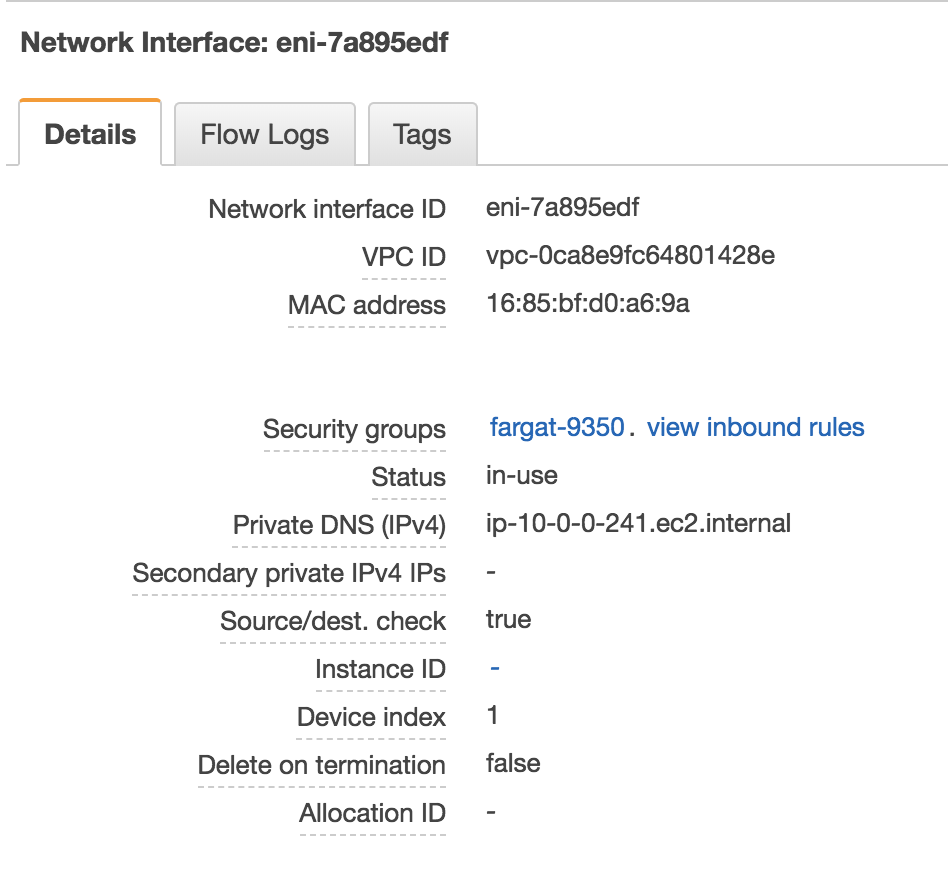 Network Interface: eni-7a895edf
Details Flow Logs Tags
Network interface ID eni-7a895edf
VPC ID vpc-0ca8e9fc64801428e
MAC address 16:85:bf:d0:a6:9a
Security groups fargat-9350 . view inbound rules
Status in-use
Private DNS (IPv4) ip-10-0-0-241.ec2.internal
Secondary private IPv4 IPs -
Source/dest. check true
Instance ID -
Device index 1
Delete on termination false
Allocation ID -